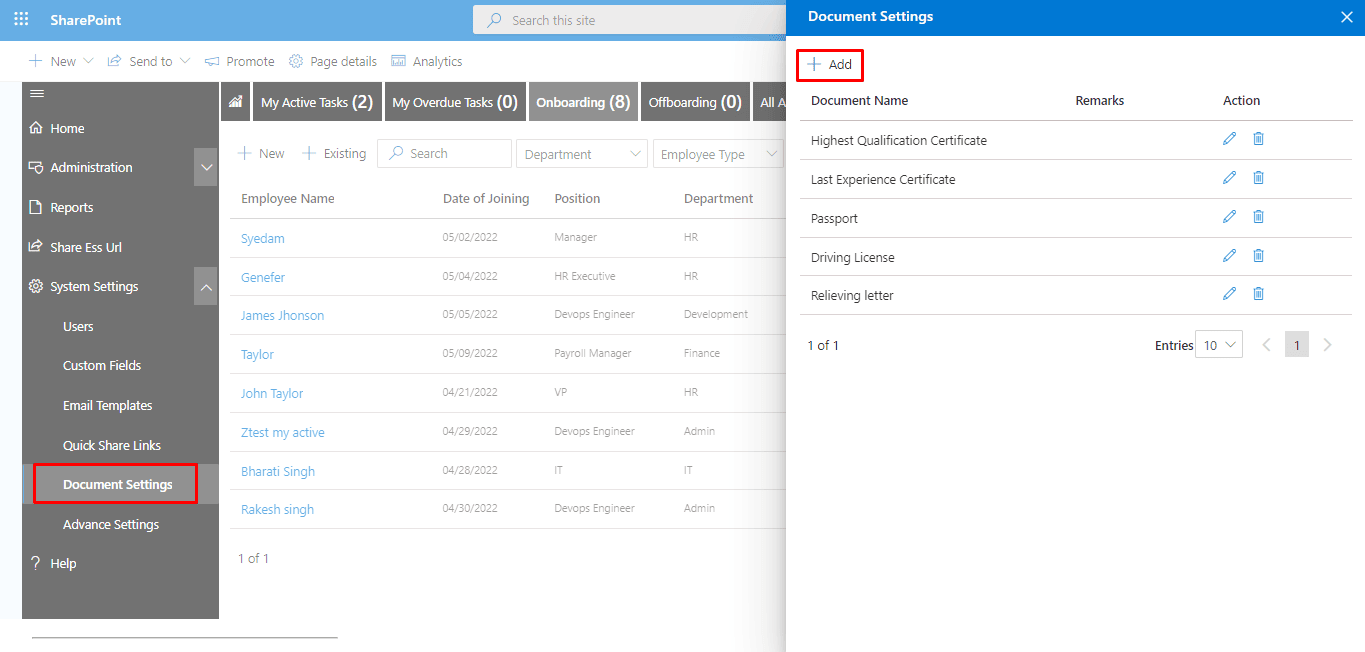 SharePoint
Search this site
New
Send to
Promote
Page details
Analytics
Home
Administration
Reports
Share Ess Url
System Settings
Users
Custom Fields
Email Templates
Quick Share Links
Document Settings
Advance Settings
? Help
My Active Tasks (2)
My Overdue Tasks (0)
Onboarding (8)
Offboarding (0)
All A
New
Existing
Search
Department
Employee Type
Employee Name Date of Joining Position Department
Syedam 05/02/2022 Manager HR
Genefer 05/04/2022 HR Executive HR
James Jhonson 05/05/2022 Devops Engineer Development
Taylor 05/09/2022 Payroll Manager Finance
John Taylor 04/21/2022 VP HR
Ztest my active 04/29/2022 Devops Engineer Admin
Bharati Singh 04/28/2022 IT IT
Rakesh singh 04/30/2022 Devops Engineer Admin
1 of 1
Document Settings
Add
Document Name Remarks Action
Highest Qualification Certificate
Last Experience Certificate
Passport
Driving License
Relieving letter
1 of 1
Entries 10
1